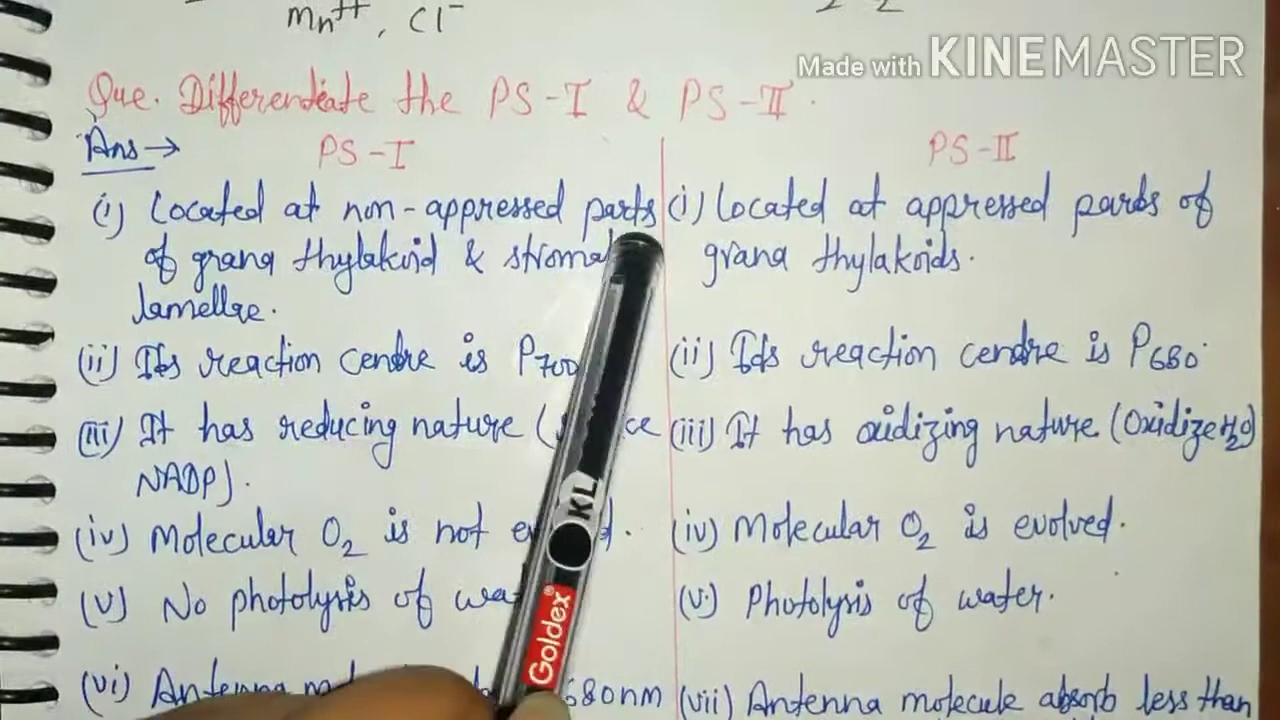 Mn++, Cl-
Made with KINEMASTER
Que. Differentiate the PS-I & PS-II.
Ans→
PS-I
PS-II
(i) Located at non-appressed parts
of grana thylakoid & stromal
lamellae.
(i) Located at appressed parts of
grana thylakoids.
(ii) Its reaction centre is P700
(ii) Its reaction centre is P680.
(iii) It has reducing nature (
NADP).
(iii) It has oxidizing nature (Oxidize H2O)
(iv) Molecular O2 is not
(iv) Molecular O2 is evolved.
(v) No photolysis of
(v) Photolysis of water.
(vi) Antenna 680nm
(vii) Antenna molecule absorb less than
KL
Goldex®